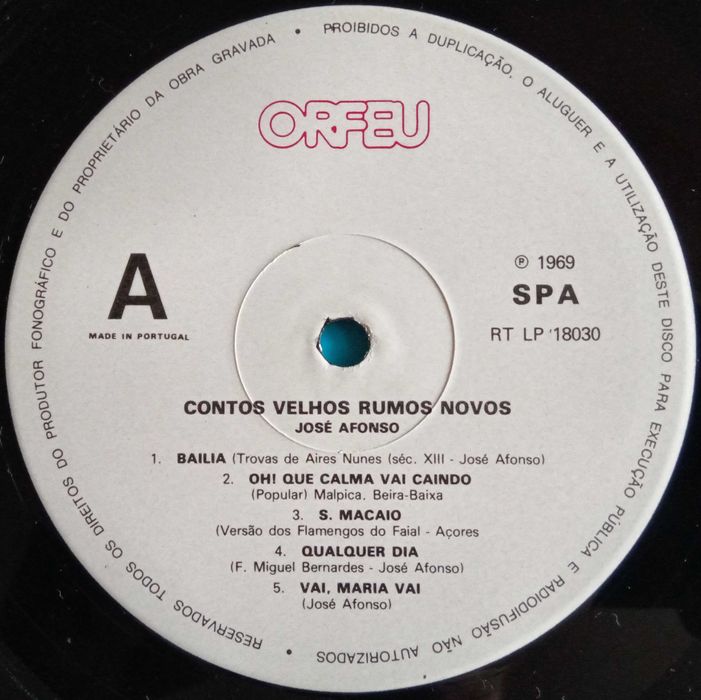 RESERVADOS TODOS OS DIREITOS DO PRODUTOR FONOGRÁFICO E DO PROPRIETÁRIO DA OBRA GRAVADA • PROIBIDOS A DUPLICAÇÃO, O ALUGUER E A UTILIZAÇÃO DESTE DISCO PARA EXECUÇÃO PÚBLICA E RADIODIFUSÃO NÃO AUTORIZADOS •
ORFEU
A
MADE IN PORTUGAL
℗ 1969
SPA
RT LP 18030
CONTOS VELHOS RUMOS NOVOS
JOSÉ AFONSO
1. BAILIA (Trovas de Aires Nunes (séc. XIII - José Afonso)
2. OH! QUE CALMA VAI CAINDO
(Popular) Malpica. Beira-Baixa
3. S. MACAIO
(Versão dos Flamengos do Faial - Açores
4. QUALQUER DIA
(F. Miguel Bernardes - José Afonso)
5. VAI, MARIA VAI
(José Afonso)